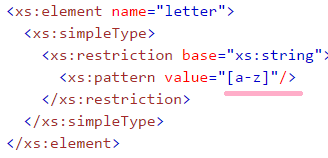 <xs:element name="letter">
<xs:simpleType>
<xs:restriction base="xs:string">
<xs:pattern value="[a-z]"/>
</xs:restriction>
</xs:simpleType>
</xs:element>